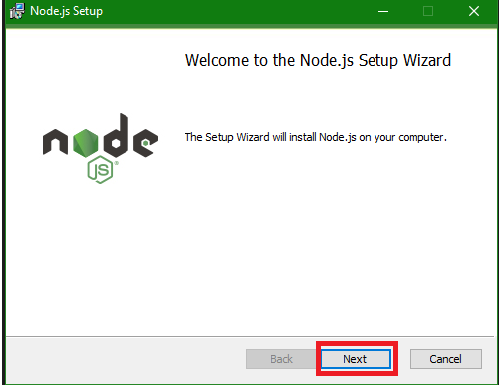 Node.js Setup
Welcome to the Node.js Setup Wizard
node
JS®
The Setup Wizard will install Node.js on your computer.
Back Next Cancel